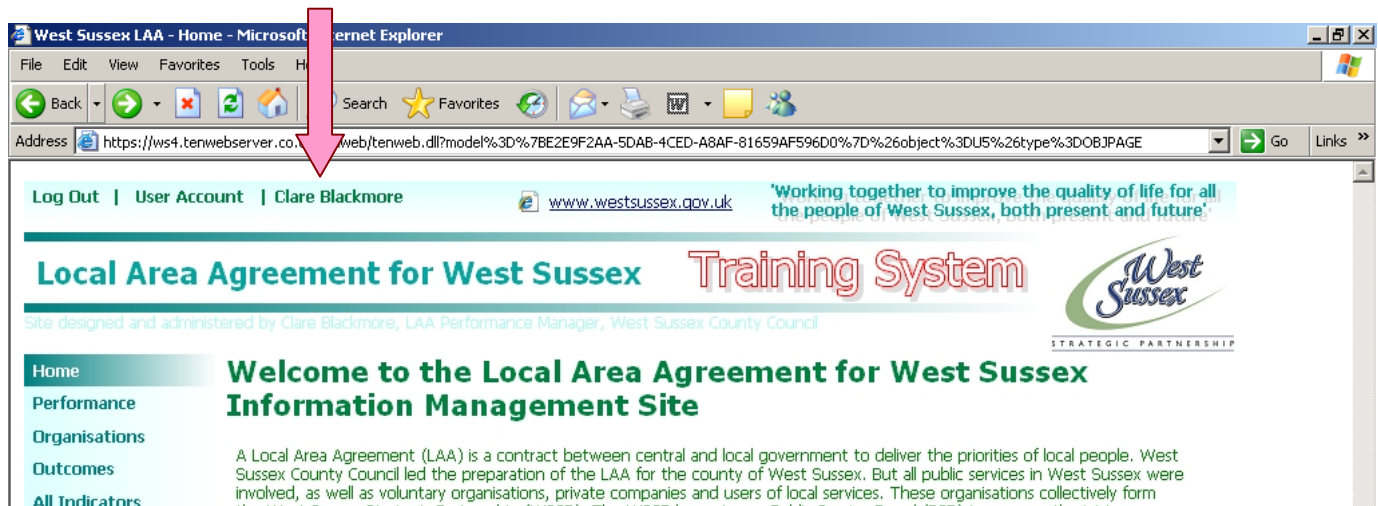 West Sussex LAA - Home - Microsoft Internet Explorer
File Edit View Favorites Tools
Back Search Favorites
Address https://ws4.tenwebserver.co. web/tenweb.dll?model%3D%7BE2E9F2AA-5DAB-4CED-A8AF-81659AF596D0%7D%26object%3DU5%26type%3DOBJPAGE Go Links »
Log Out | User Account | Clare Blackmore www.westsussex.gov.uk 'Working together to improve the quality of life for all
the people of West Sussex, both present and future'
Local Area Agreement for West Sussex Training System West
Sussex
Site designed and administered by Clare Blackmore, LAA Performance Manager, West Sussex County Council
STRATEGIC PARTNERSHIP
Home
Performance
Organisations
Outcomes
All Indicators
Welcome to the Local Area Agreement for West Sussex
Information Management Site
A Local Area Agreement (LAA) is a contract between central and local government to deliver the priorities of local people. West
Sussex County Council led the preparation of the LAA for the county of West Sussex. But all public services in West Sussex were
involved, as well as voluntary organisations, private companies and users of local services. These organisations collectively form